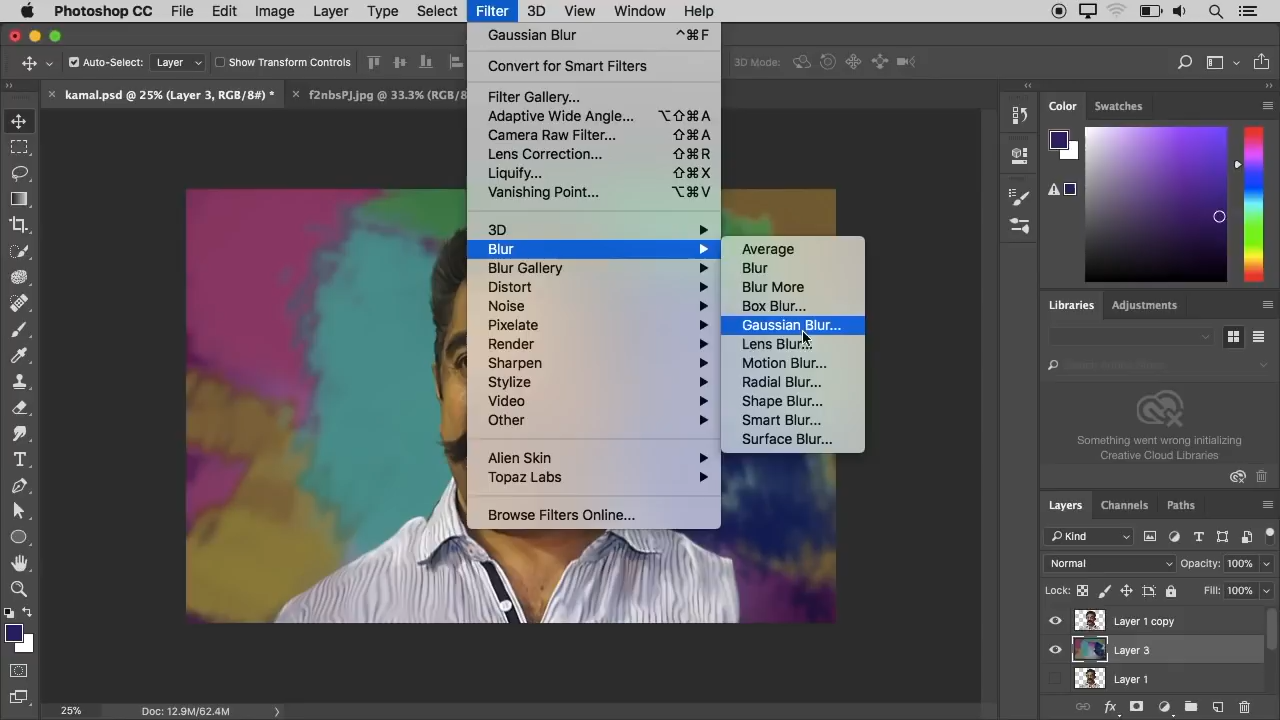 Photoshop CC File Edit Image Layer Type Select Filter 3D View Window Help
Gaussian Blur ^⌘F
Auto-Select: Layer Show Transform Controls 3D Mode:
Convert for Smart Filters
kamal.psd @ 25% (Layer 3, RGB/8#) * f2nbsPJ.jpg @ 33.3% (RGB/8
Filter Gallery...
Adaptive Wide Angle... ⌥⇧⌘A
Camera Raw Filter... ⇧⌘A
Lens Correction... ⇧⌘R
Liquify... ⇧⌘X
Vanishing Point... ⌥⌘V
3D
Blur
Blur Gallery
Distort
Noise
Pixelate
Render
Sharpen
Stylize
Video
Other
Alien Skin
Topaz Labs
Browse Filters Online...
Average
Blur
Blur More
Box Blur...
Gaussian Blur...
Lens Blur...
Motion Blur...
Radial Blur...
Shape Blur...
Smart Blur...
Surface Blur...
Color Swatches
Libraries Adjustments
Something went wrong initializing
Creative Cloud Libraries
Layers Channels Paths
Kind
Normal Opacity: 100%
Lock: Fill: 100%
Layer 1 copy
Layer 3
Layer 1
25% Doc: 12.9M/62.4M